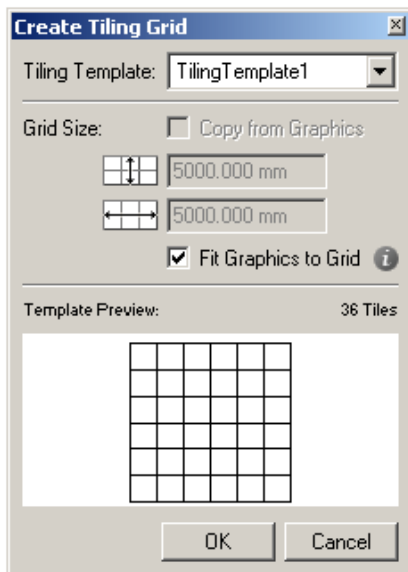 Create Tiling Grid
Tiling Template: TilingTemplate1
Grid Size: Copy from Graphics
5000.000 mm
5000.000 mm
Fit Graphics to Grid i
Template Preview: 36 Tiles
OK Cancel